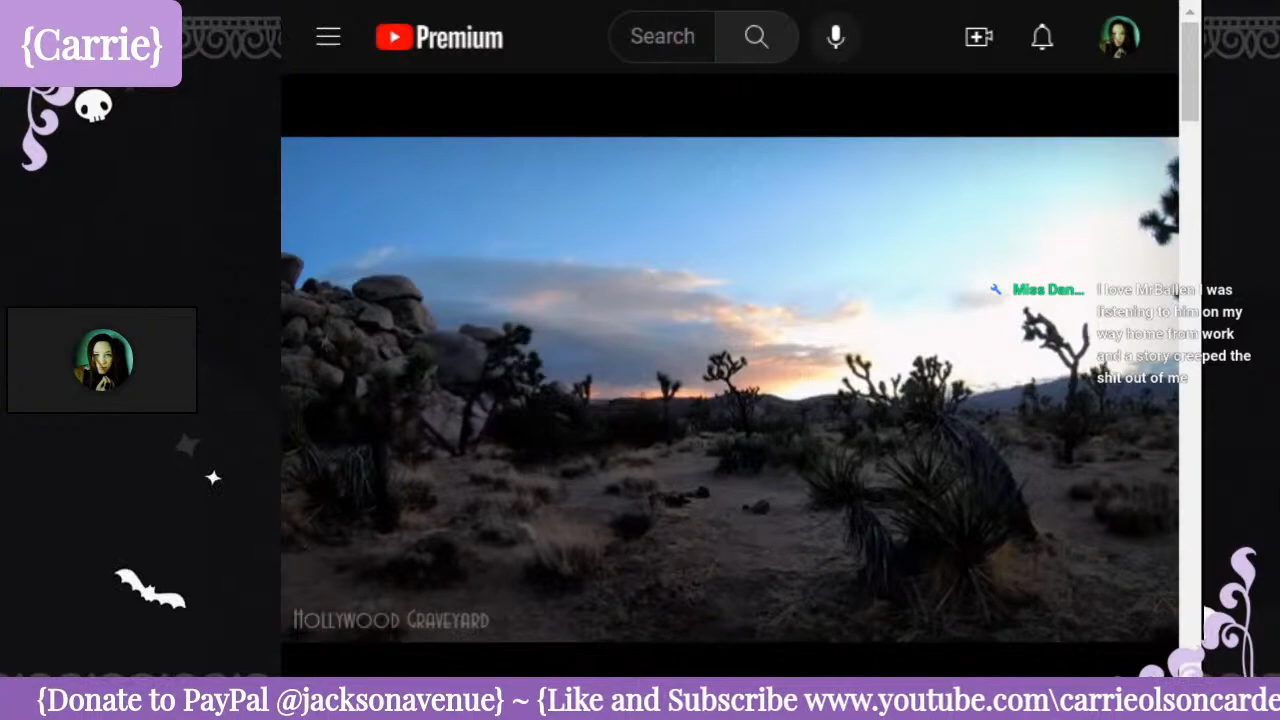 {Carrie}
Premium
Search
Miss Den... I love MrBallen I was
listening to him on my
way home from work
and a story creeped the
shit out of me
HOLLYWOOD GRAVEYARD
{Donate to PayPal @jacksonavenue} ~ {Like and Subscribe www.youtube.com\carrieolsoncarde